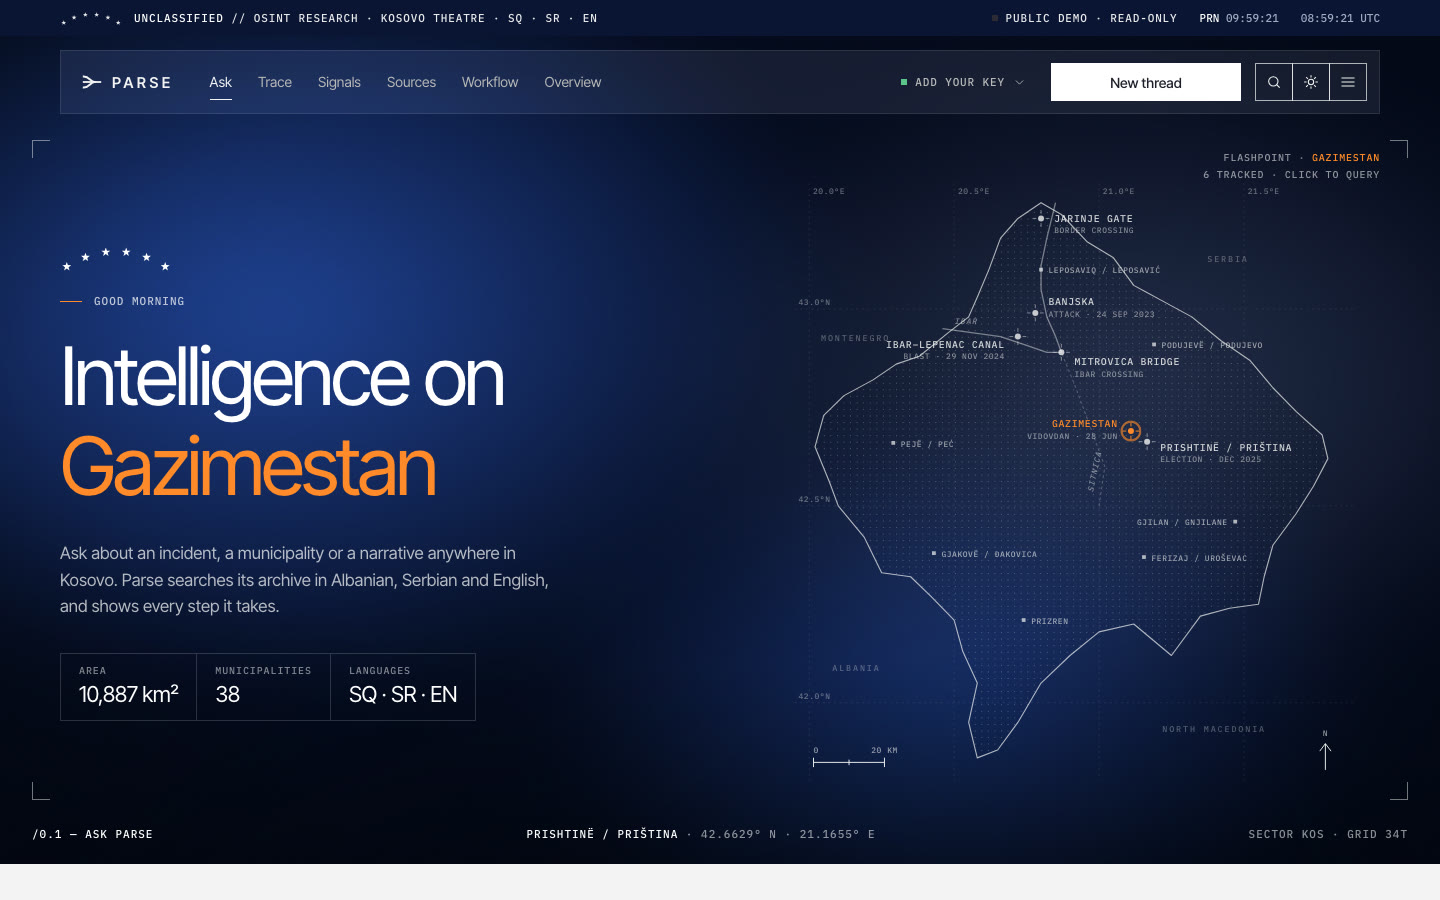 UNCLASSIFIED // OSINT RESEARCH · KOSOVO THEATRE · SQ · SR · EN
PUBLIC DEMO · READ-ONLY PRN 09:59:21 08:59:21 UTC
PARSE
Ask Trace Signals Sources Workflow Overview
ADD YOUR KEY
New thread
FLASHPOINT · GAZIMESTAN
6 TRACKED · CLICK TO QUERY
20.0°E 20.5°E 21.0°E 21.5°E
JARINJE GATE
BORDER CROSSING
SERBIA
LEPOSAVIQ / LEPOSAVIĆ
43.0°N
BANJSKA
ATTACK · 24 SEP 2023
IBAR
MONTENEGRO
IBAR-LEPENAC CANAL
BLAST · 29 NOV 2024
PODUJEVË / PODUJEVO
MITROVICA BRIDGE
IBAR CROSSING
GAZIMESTAN
VIDOVDAN · 28 JUN
PEJË / PEĆ
PRISHTINË / PRIŠTINA
ELECTION · DEC 2025
SITNICA
42.5°N
GJILAN / GNJILANE
GJAKOVË / ĐAKOVICA
FERIZAJ / UROŠEVAC
PRIZREN
ALBANIA
42.0°N
NORTH MACEDONIA
0 20 KM
N
GOOD MORNING
Intelligence on
Gazimestan
Ask about an incident, a municipality or a narrative anywhere in
Kosovo. Parse searches its archive in Albanian, Serbian and English,
and shows every step it takes.
AREA MUNICIPALITIES LANGUAGES
10,887 km² 38 SQ · SR · EN
/0.1 — ASK PARSE
PRISHTINË / PRIŠTINA · 42.6629° N · 21.1655° E
SECTOR KOS · GRID 34T